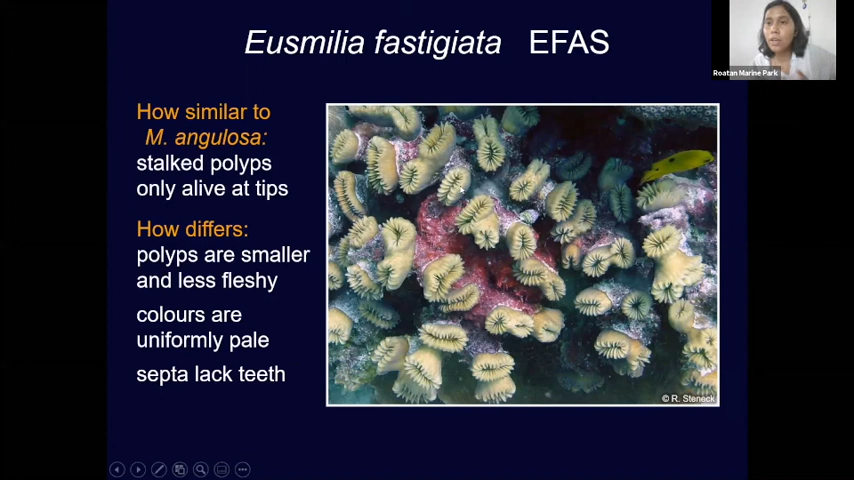 Eusmilia fastigiata EFAS
Roatan Marine Park
How similar to
M. angulosa:
stalked polyps
only alive at tips
How differs:
polyps are smaller
and less fleshy
colours are
uniformly pale
septa lack teeth
© R. Steneck